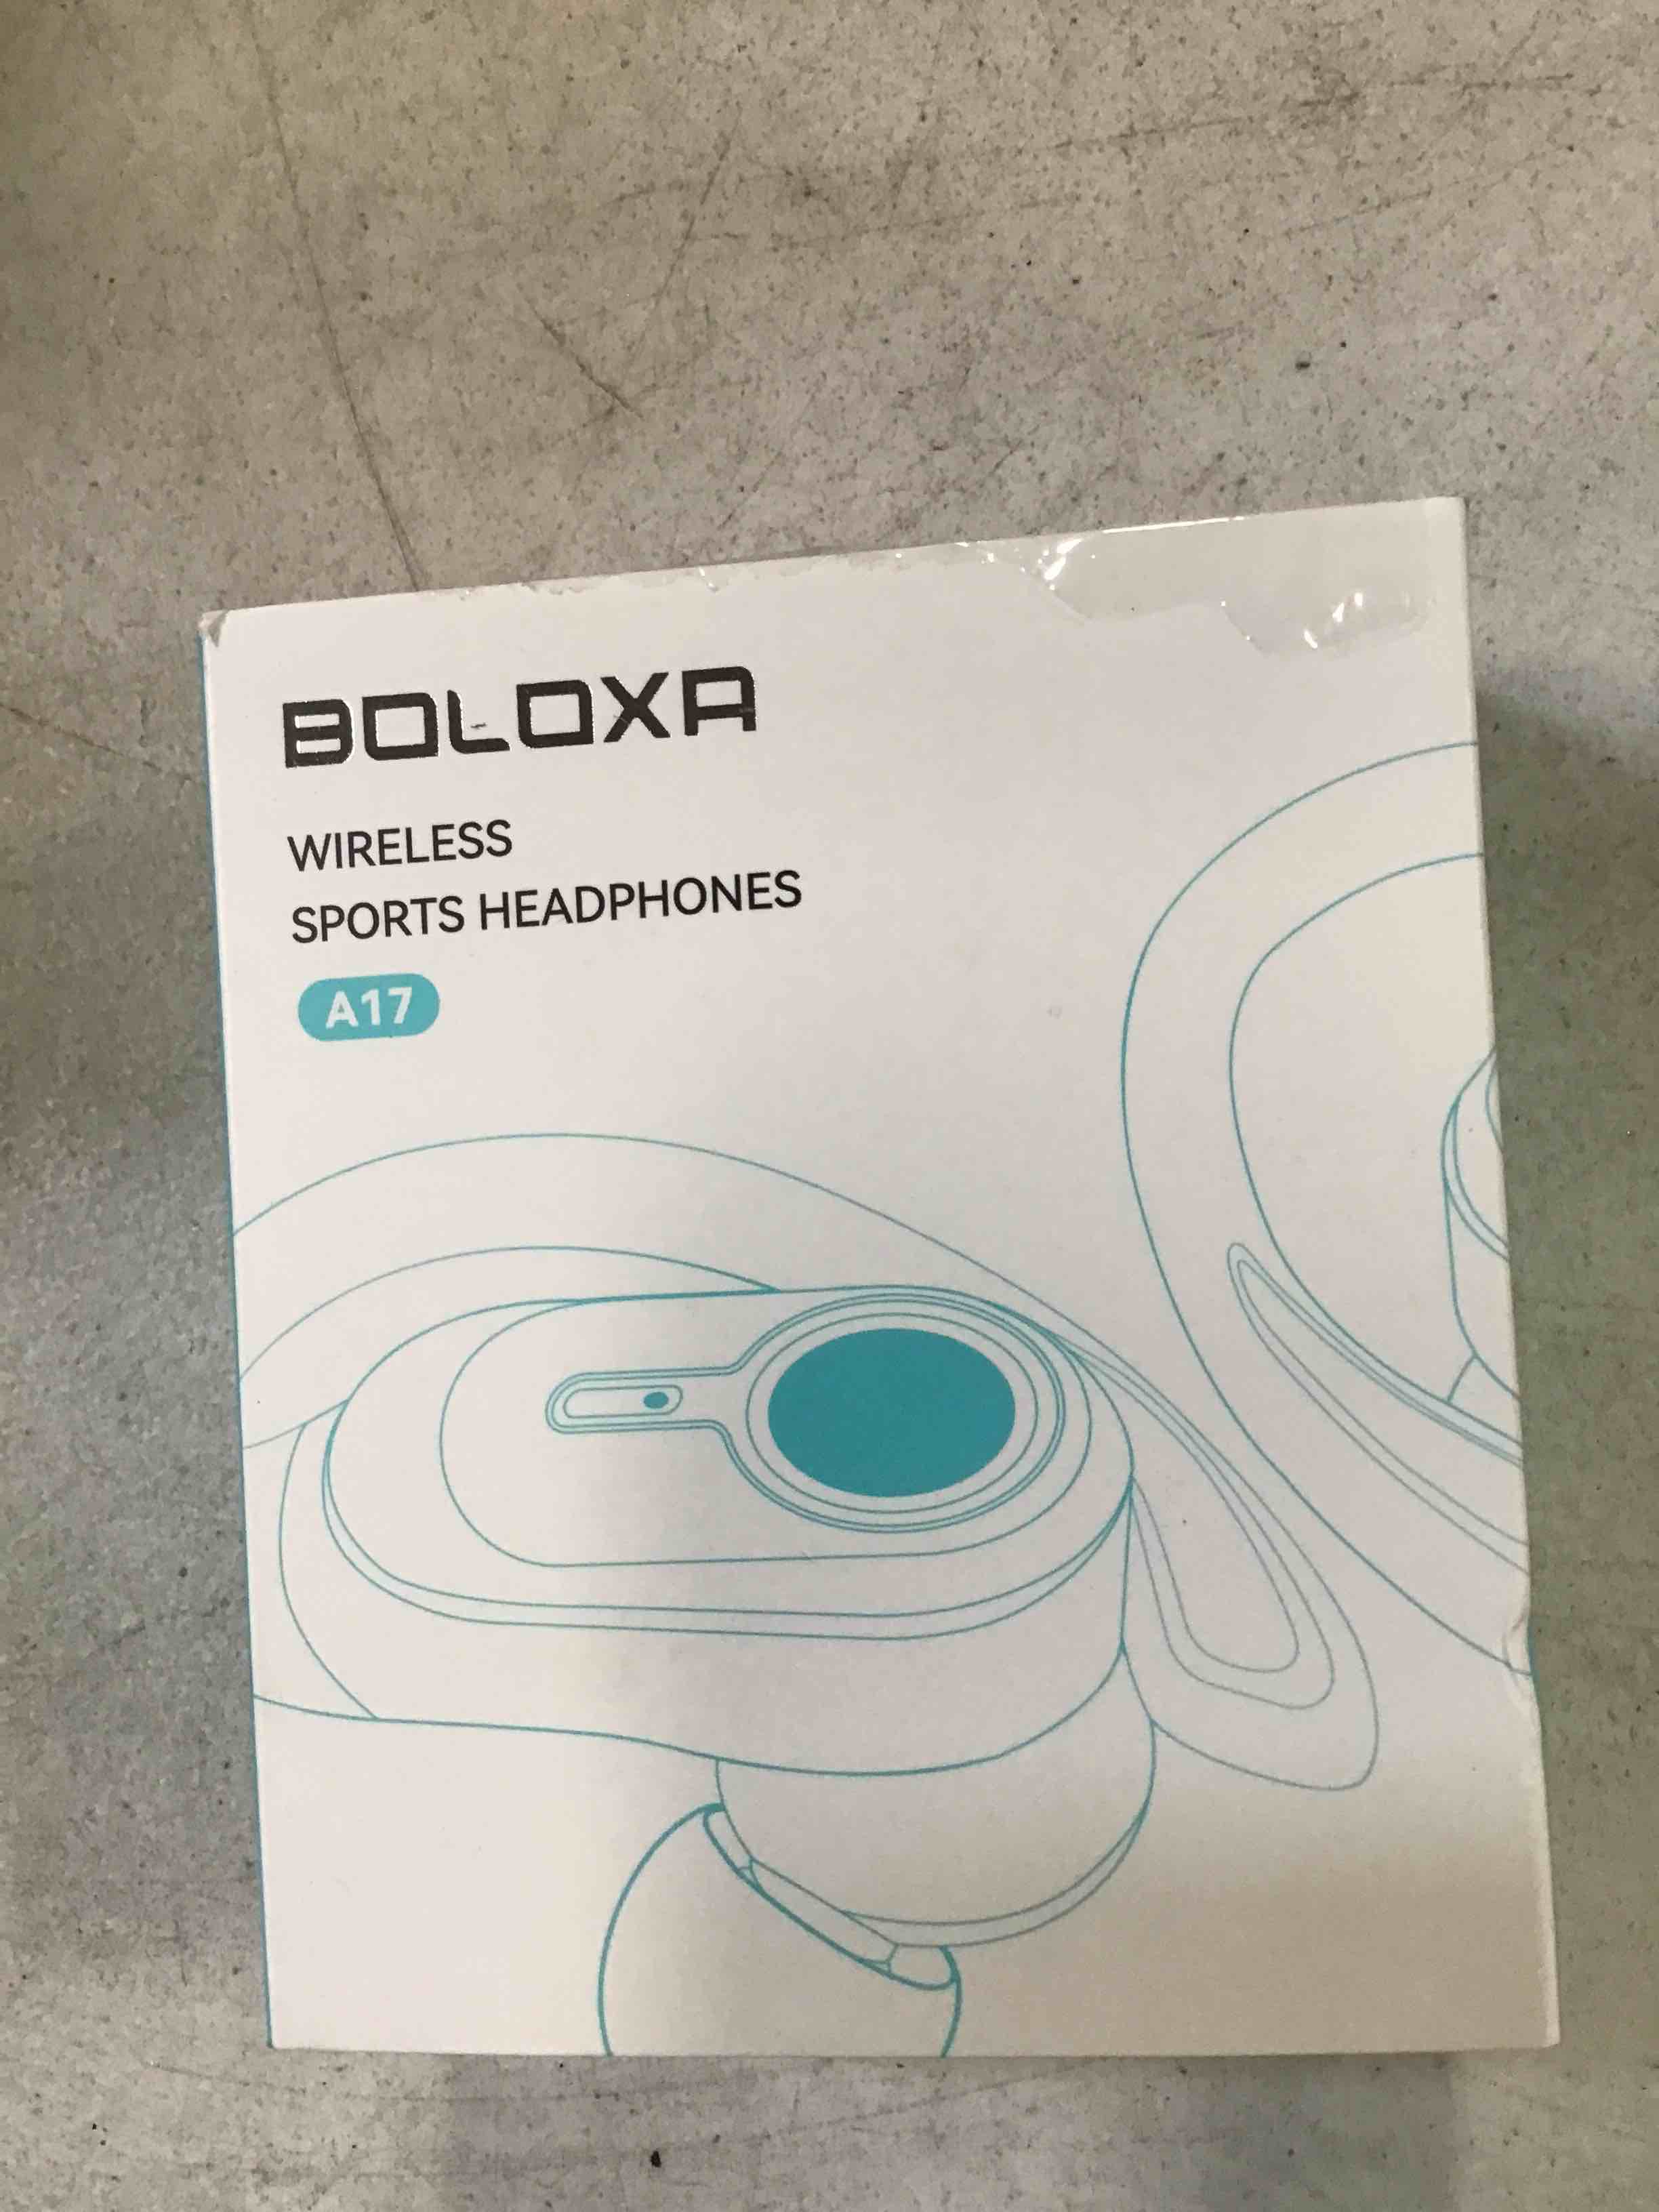 BOLOXA
WIRELESS
SPORTS HEADPHONES
A17